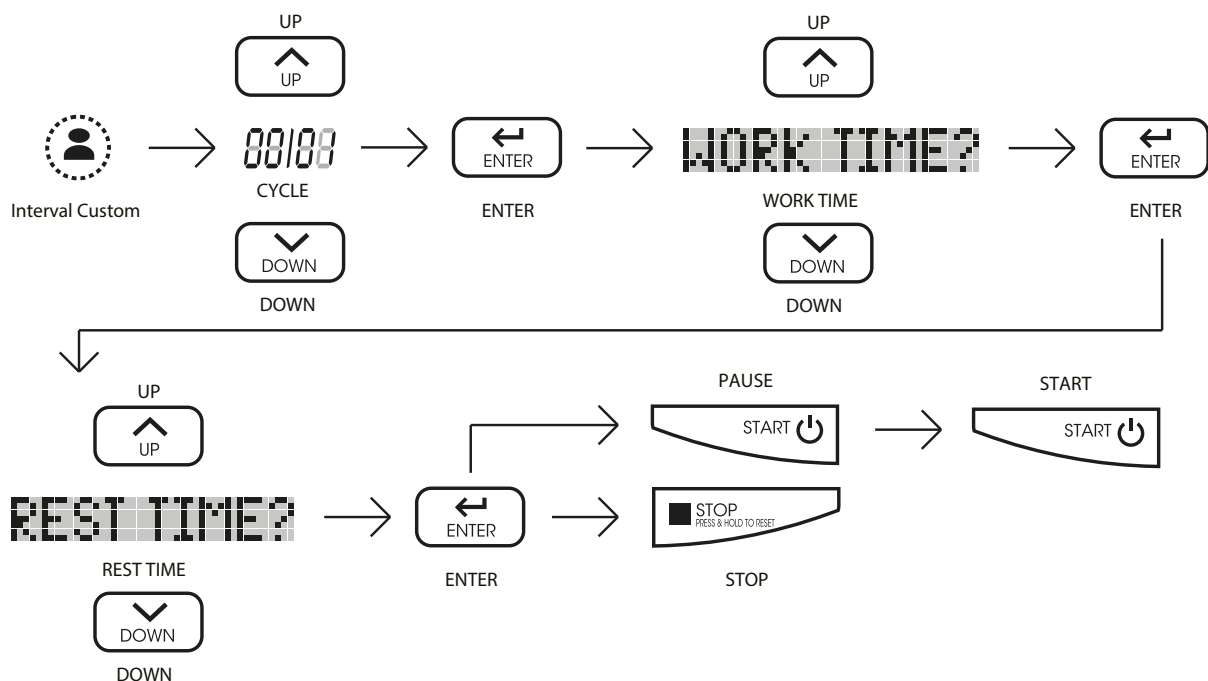 UP
UP
Interval Custom
00/01
CYCLE
DOWN
DOWN
ENTER
ENTER
UP
UP
WORK TIME?
WORK TIME
DOWN
DOWN
ENTER
ENTER
UP
UP
REST TIME?
REST TIME
DOWN
DOWN
ENTER
ENTER
PAUSE
START
START
START
STOP
PRESS & HOLD TO RESET
STOP